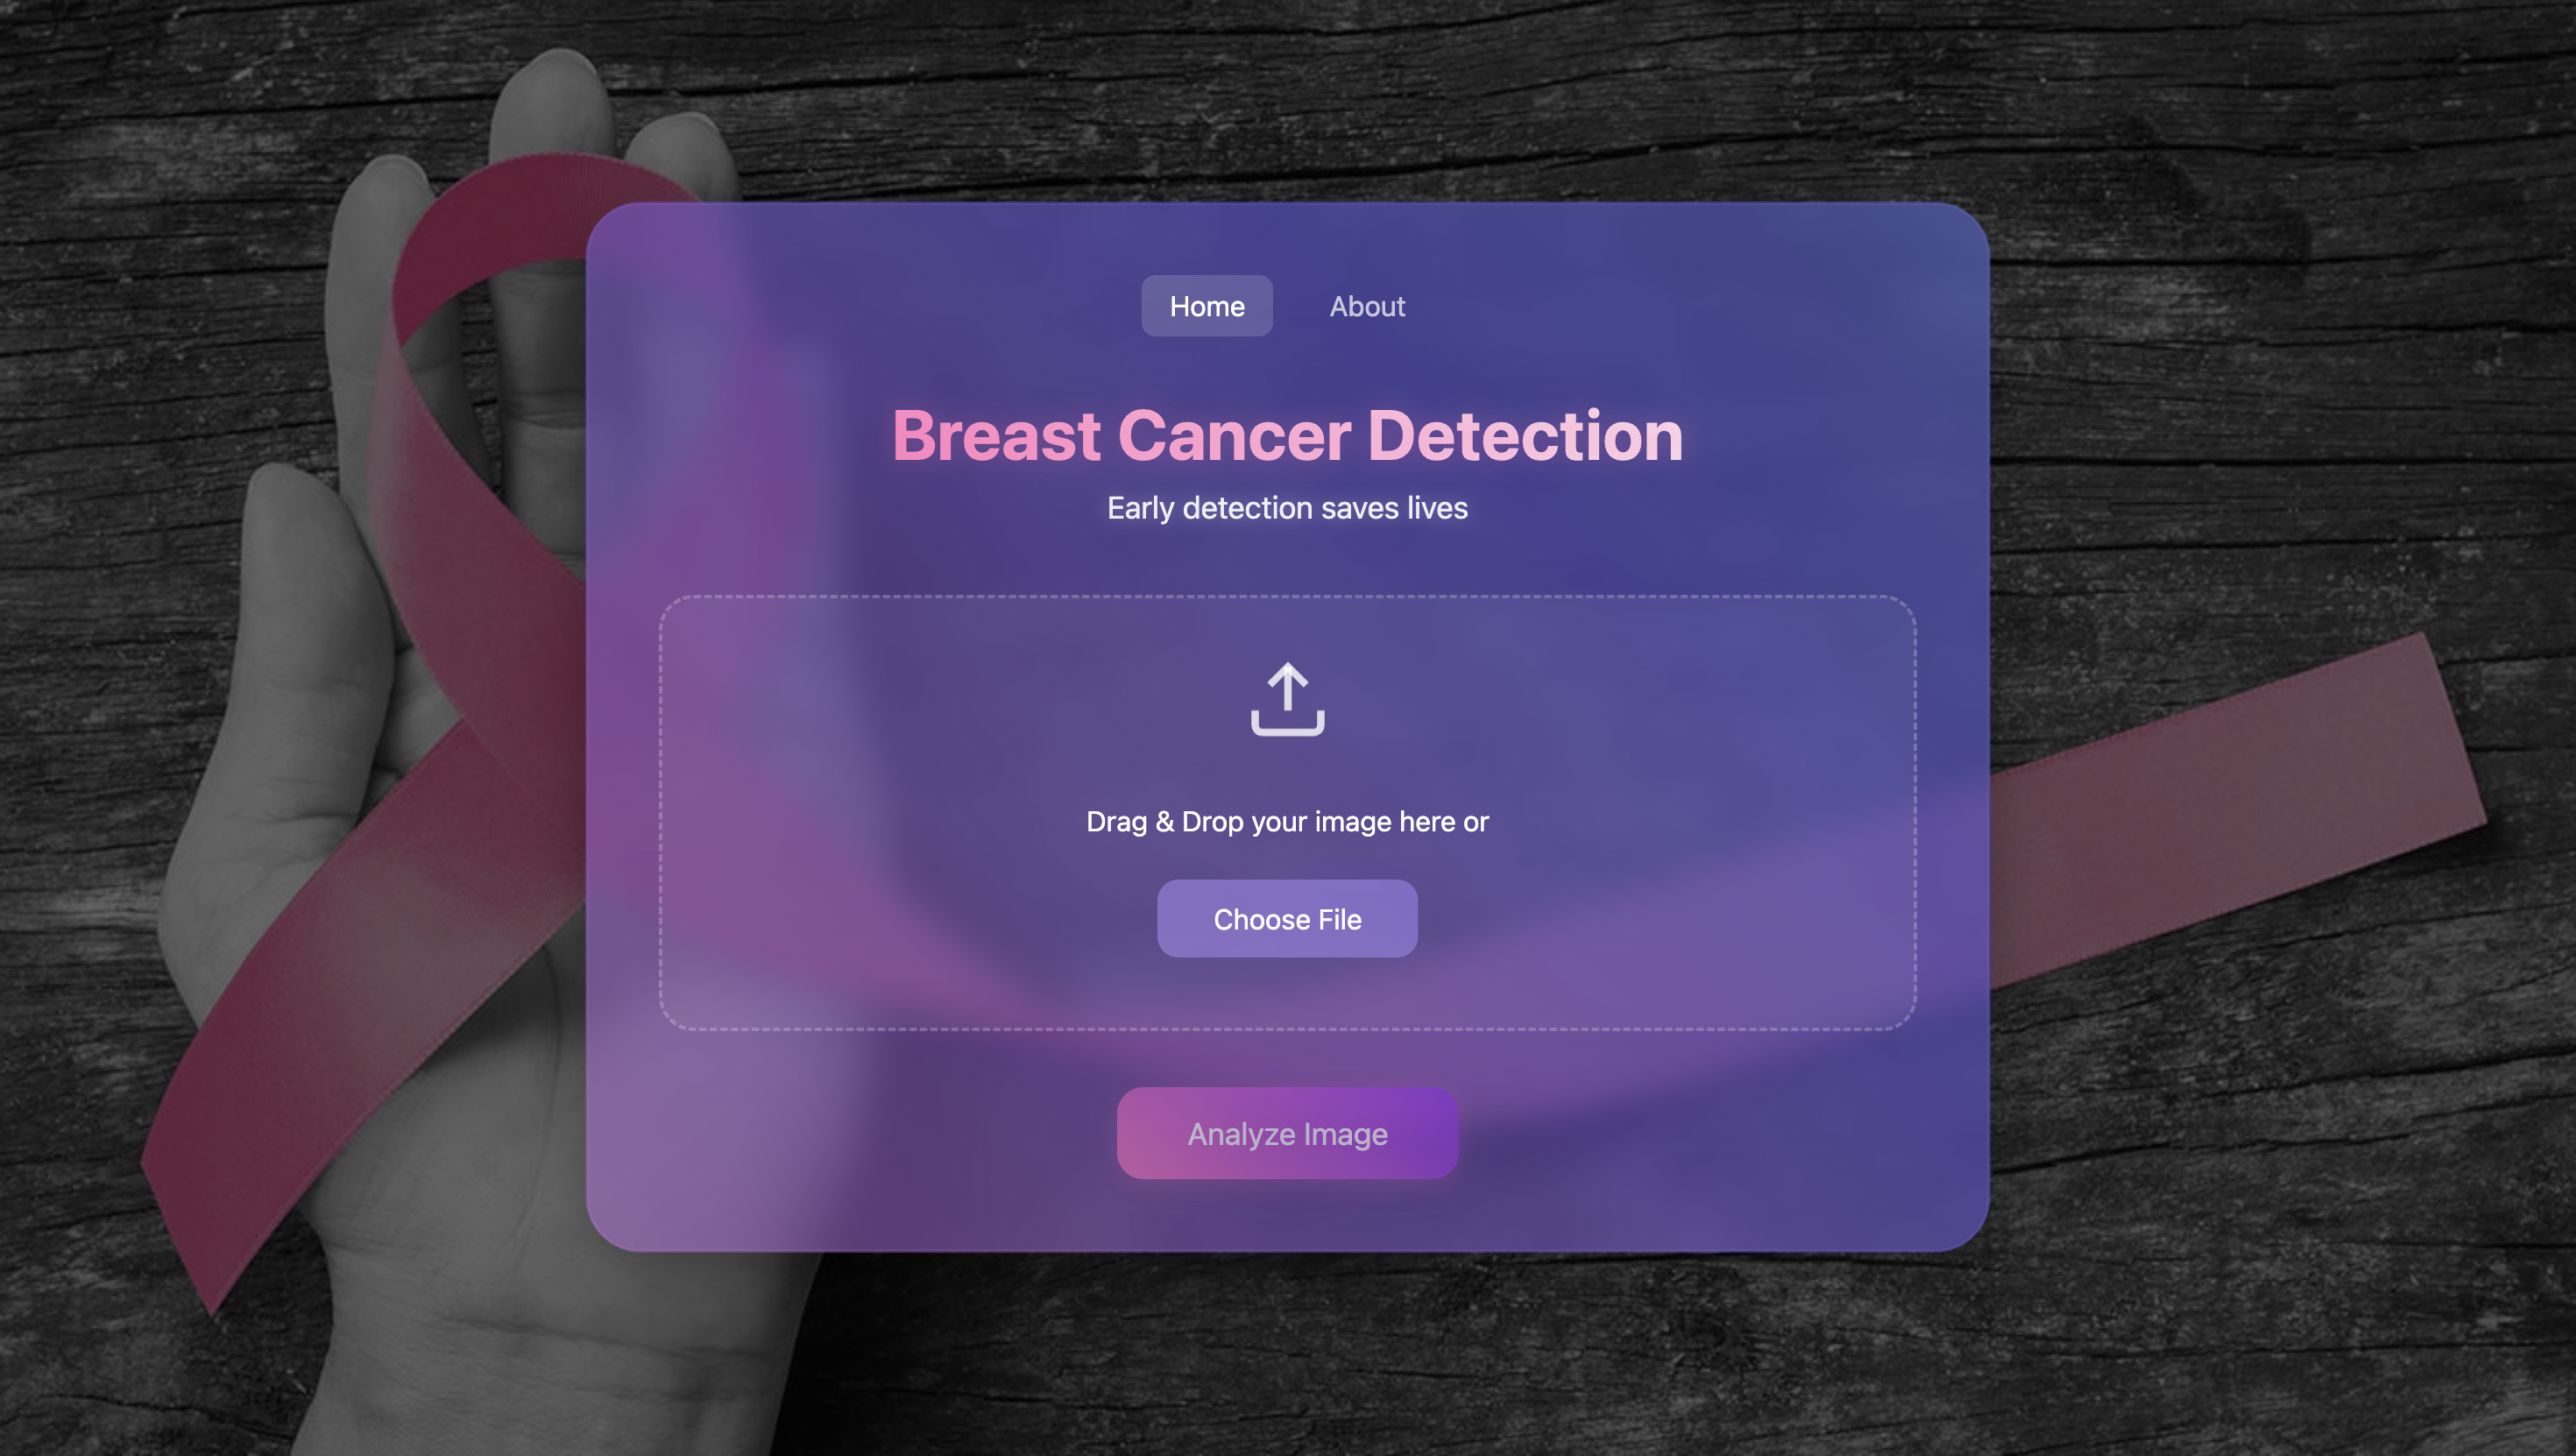 Home About
Breast Cancer Detection
Early detection saves lives
Drag & Drop your image here or
Choose File
Analyze Image